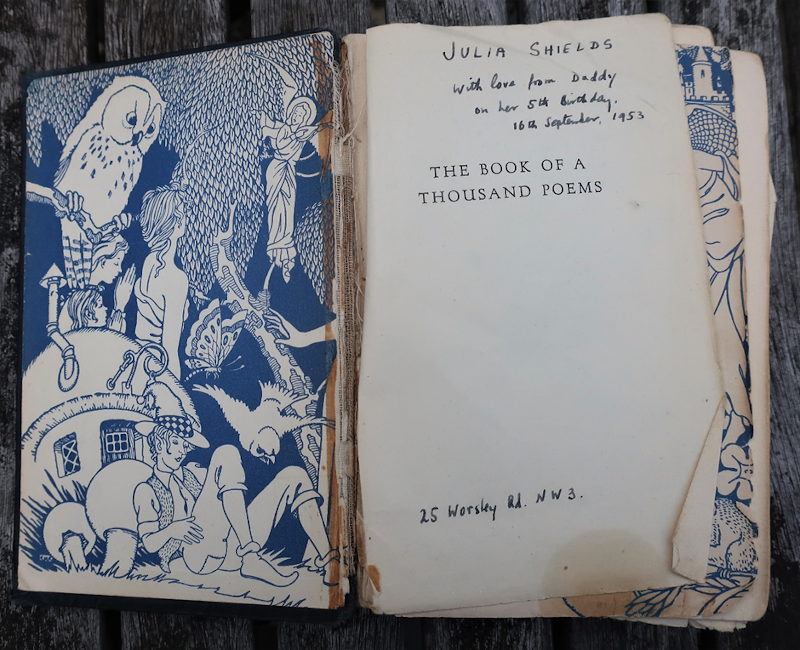 JULIA SHIELDS
With love from Daddy
on her 5th Birthday.
16th September, 1953
THE BOOK OF A
THOUSAND POEMS
25 Worsley Rd. NW3.